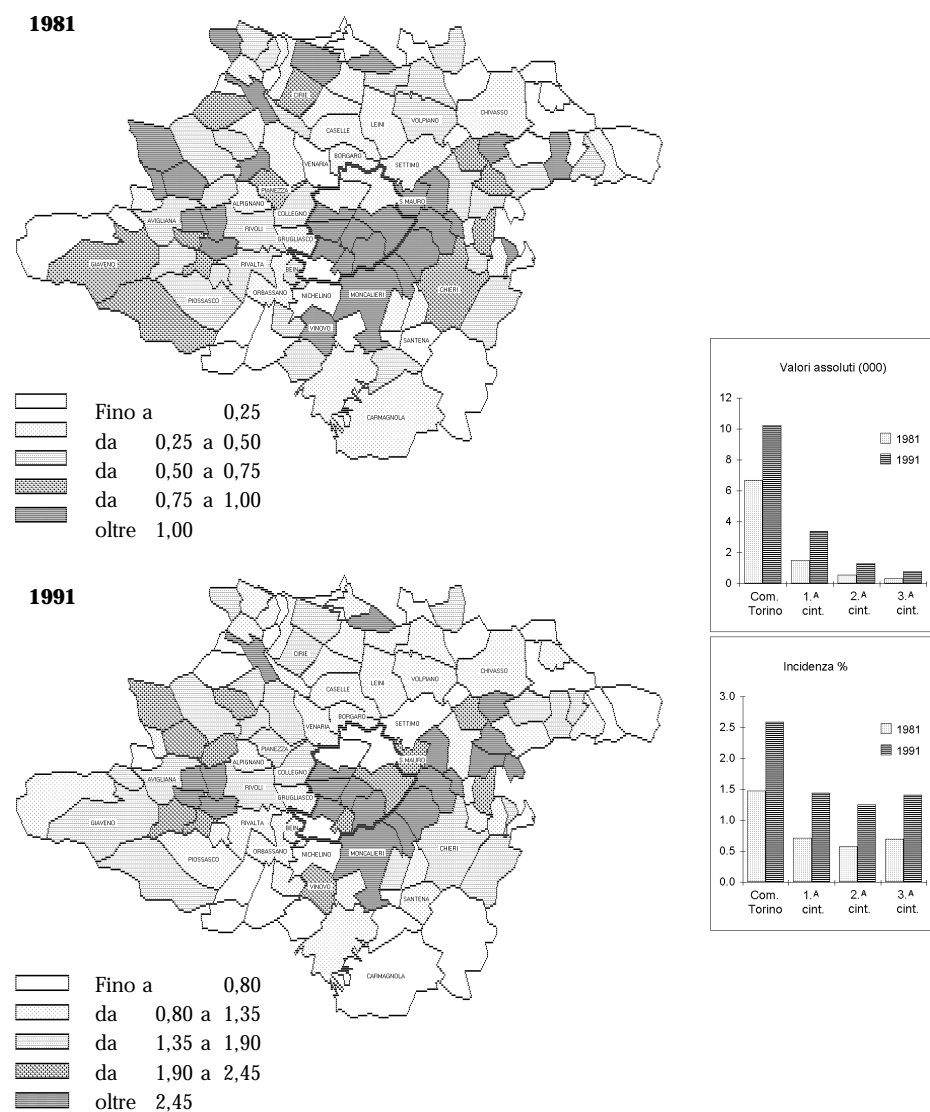 1981
CIRIE
CHIVASSO
LEINI
VOLPIANO
CASELLE
BORGARO
VENARIA
SETTIMO
PIANEZZA
ALPIGNANO
S. MAURO
COLLEGNO
AVIGLIANA
RIVOLI
GRUGLIASCO
GIAVENO
RIVALTA
BEIN
ORBASSANO
NICHELINO
MONCALIERI
CHIERI
PIOSSASCO
VINOVO
SANTENA
CARMAGNOLA
Fino a 0,25
da 0,25 a 0,50
da 0,50 a 0,75
da 0,75 a 1,00
oltre 1,00
Valori assoluti (000)
12
10
8
6
4
2
0
1981
1991
Com. 1.A 2.A 3.A
Torino cint. cint. cint.
1991
CIRIE
CHIVASSO
LEINI
VOLPIANO
CASELLE
BORGARO
VENARIA
SETTIMO
PIANEZZA
ALPIGNANO
S. MAURO
COLLEGNO
AVIGLIANA
RIVOLI
GRUGLIASCO
GIAVENO
RIVALTA
BEIN
ORBASSANO
NICHELINO
MONCALIERI
CHIERI
PIOSSASCO
VINOVO
SANTENA
CARMAGNOLA
Fino a 0,80
da 0,80 a 1,35
da 1,35 a 1,90
da 1,90 a 2,45
oltre 2,45
Incidenza %
3.0
2.5
2.0
1.5
1.0
0.5
0.0
1981
1991
Com. 1.A 2.A 3.A
Torino cint. cint. cint.